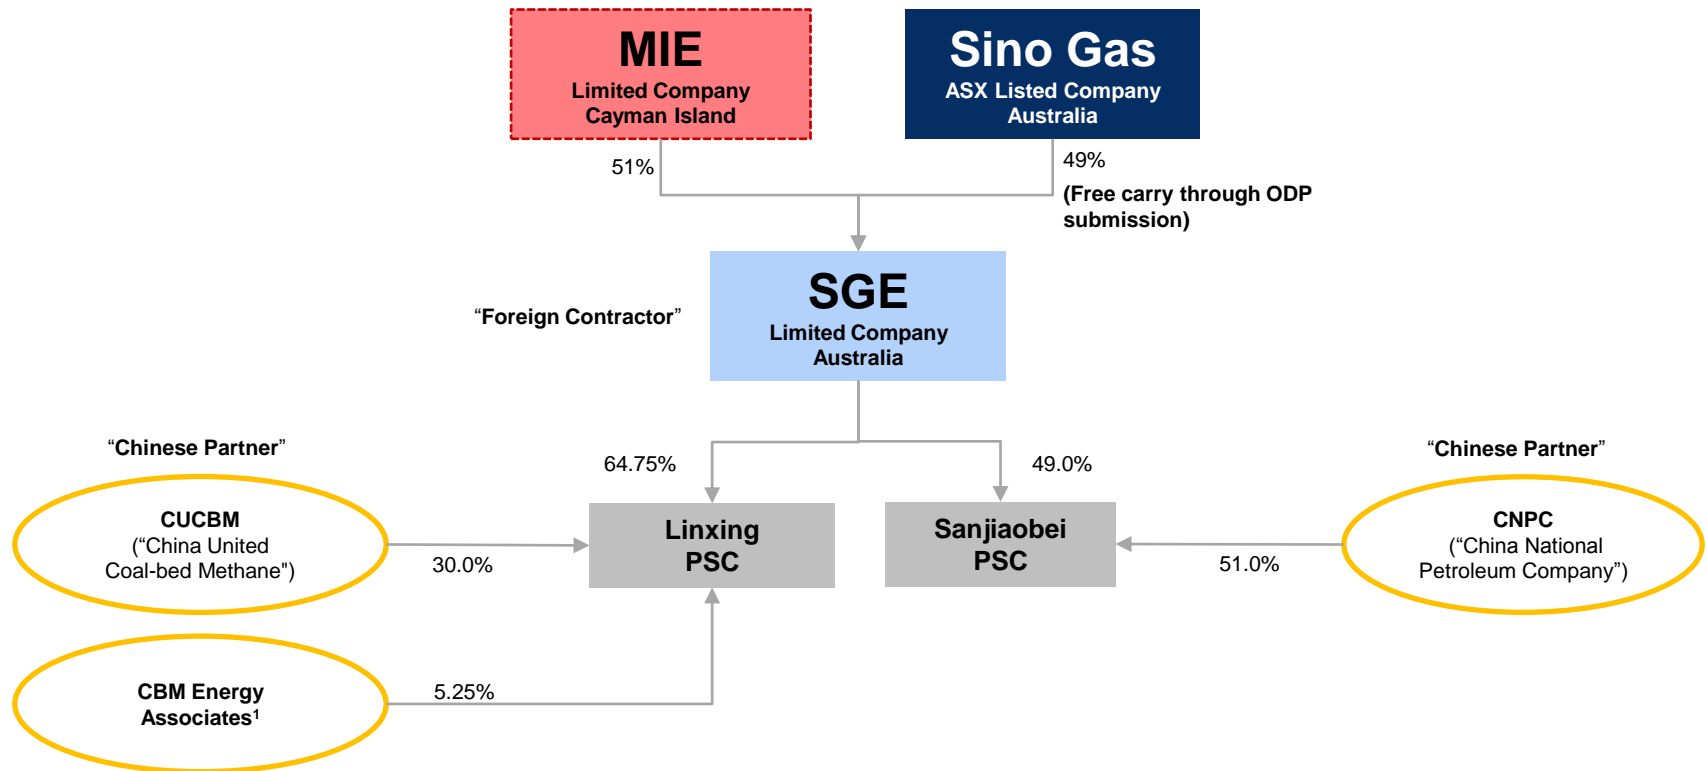 MIE
Limited Company
Cayman Island
Sino Gas
ASX Listed Company
Australia
51%
49%
(Free carry through ODP
submission)
SGE
Limited Company
Australia
“Foreign Contractor”
“Chinese Partner”
64.75%
49.0%
“Chinese Partner”
CUCBM
(“China United
Coal-bed Methane")
30.0%
Linxing
PSC
Sanjiaobei
PSC
51.0%
CNPC
(“China National
Petroleum Company”)
CBM Energy
Associates¹
5.25%